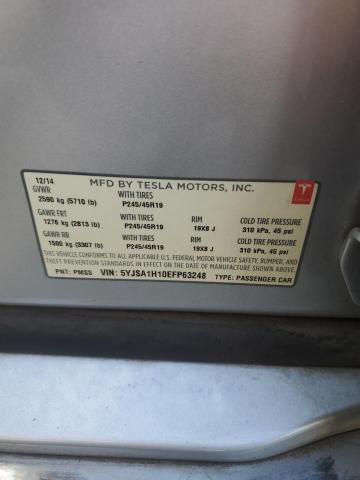 12/14 MFD BY TESLA MOTORS, INC.
GVWR WITH TIRES
2590 kg (5710 lb) P245/45R19
GAWR FRT WITH TIRES RIM COLD TIRE PRESSURE
1276 kg (2813 lb) P245/45R19 19X8 J 310 kPa, 45 psi
GAWR RR WITH TIRES RIM COLD TIRE PRESSURE
1500 kg (3307 lb) P245/45R19 19X8 J 310 kPa, 45 psi
THIS VEHICLE CONFORMS TO ALL APPLICABLE U.S.
FEDERAL MOTOR VEHICLE SAFETY, BUMPER, AND
THEFT PREVENTION STANDARDS IN EFFECT ON THE DATE OF MANUFACTURE SHOWN ABOVE.
PNT: PMSS VIN: 5YJSA1H10EFP63248 TYPE: PASSENGER CAR
TESLA